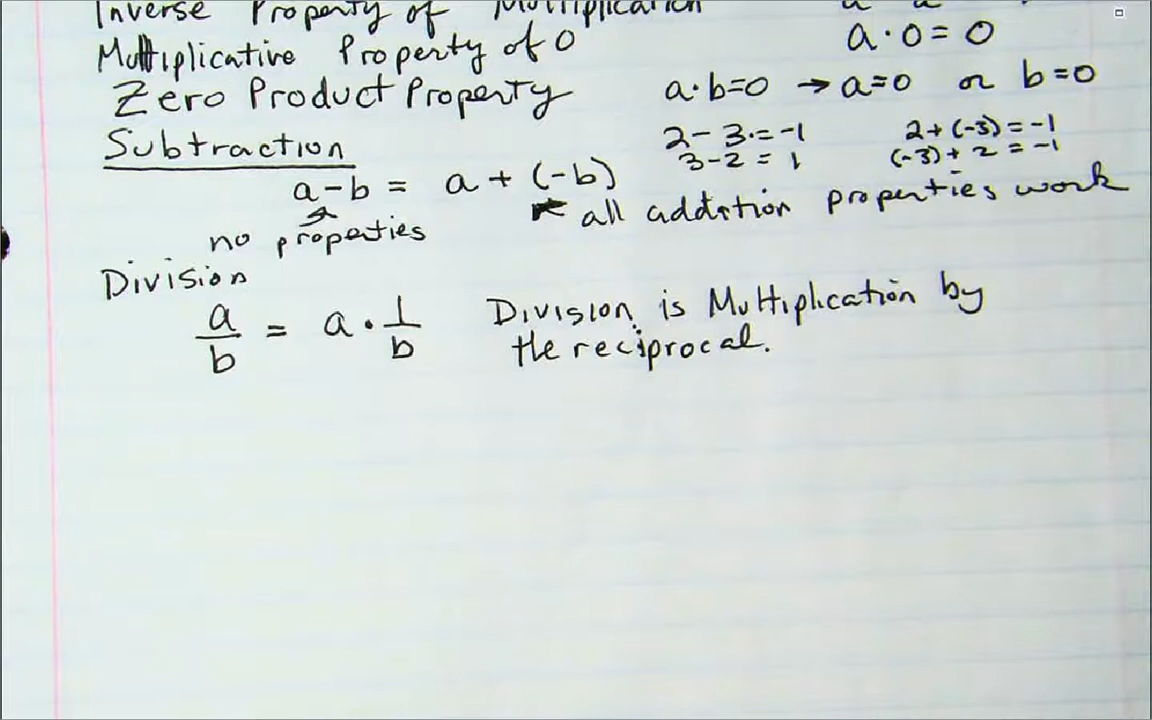 Inverse Property of Multiplication
Multiplicative Property of 0 a · 0 = 0
Zero Product Property a·b=0 → a=0 or b=0
Subtraction 2 - 3 = -1 2 + (-3) = -1
3-2 = 1 (-3) + 2 = -1
a - b = a + (-b)
no properties all addition properties work
Division
a/b = a · 1/b Division is Multiplication by
the reciprocal.